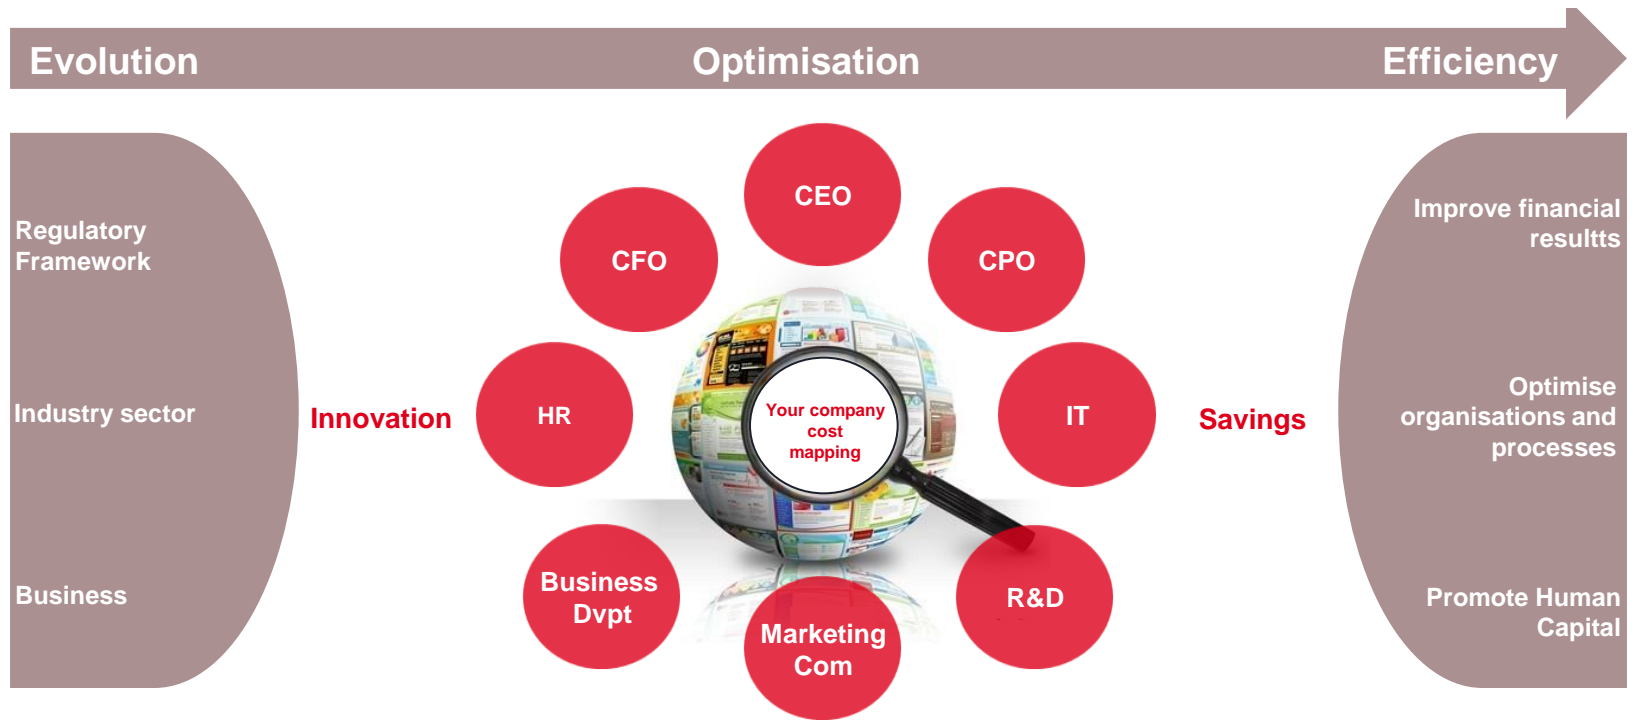 Evolution
Optimisation
Efficiency
Regulatory
Framework
Industry sector
Business
Innovation
CEO
CFO
CPO
HR
IT
Your company
cost
mapping
Business
Dvpt
Marketing
Com
R&D
Savings
Improve financial
resultts
Optimise
organisations and
processes
Promote Human
Capital